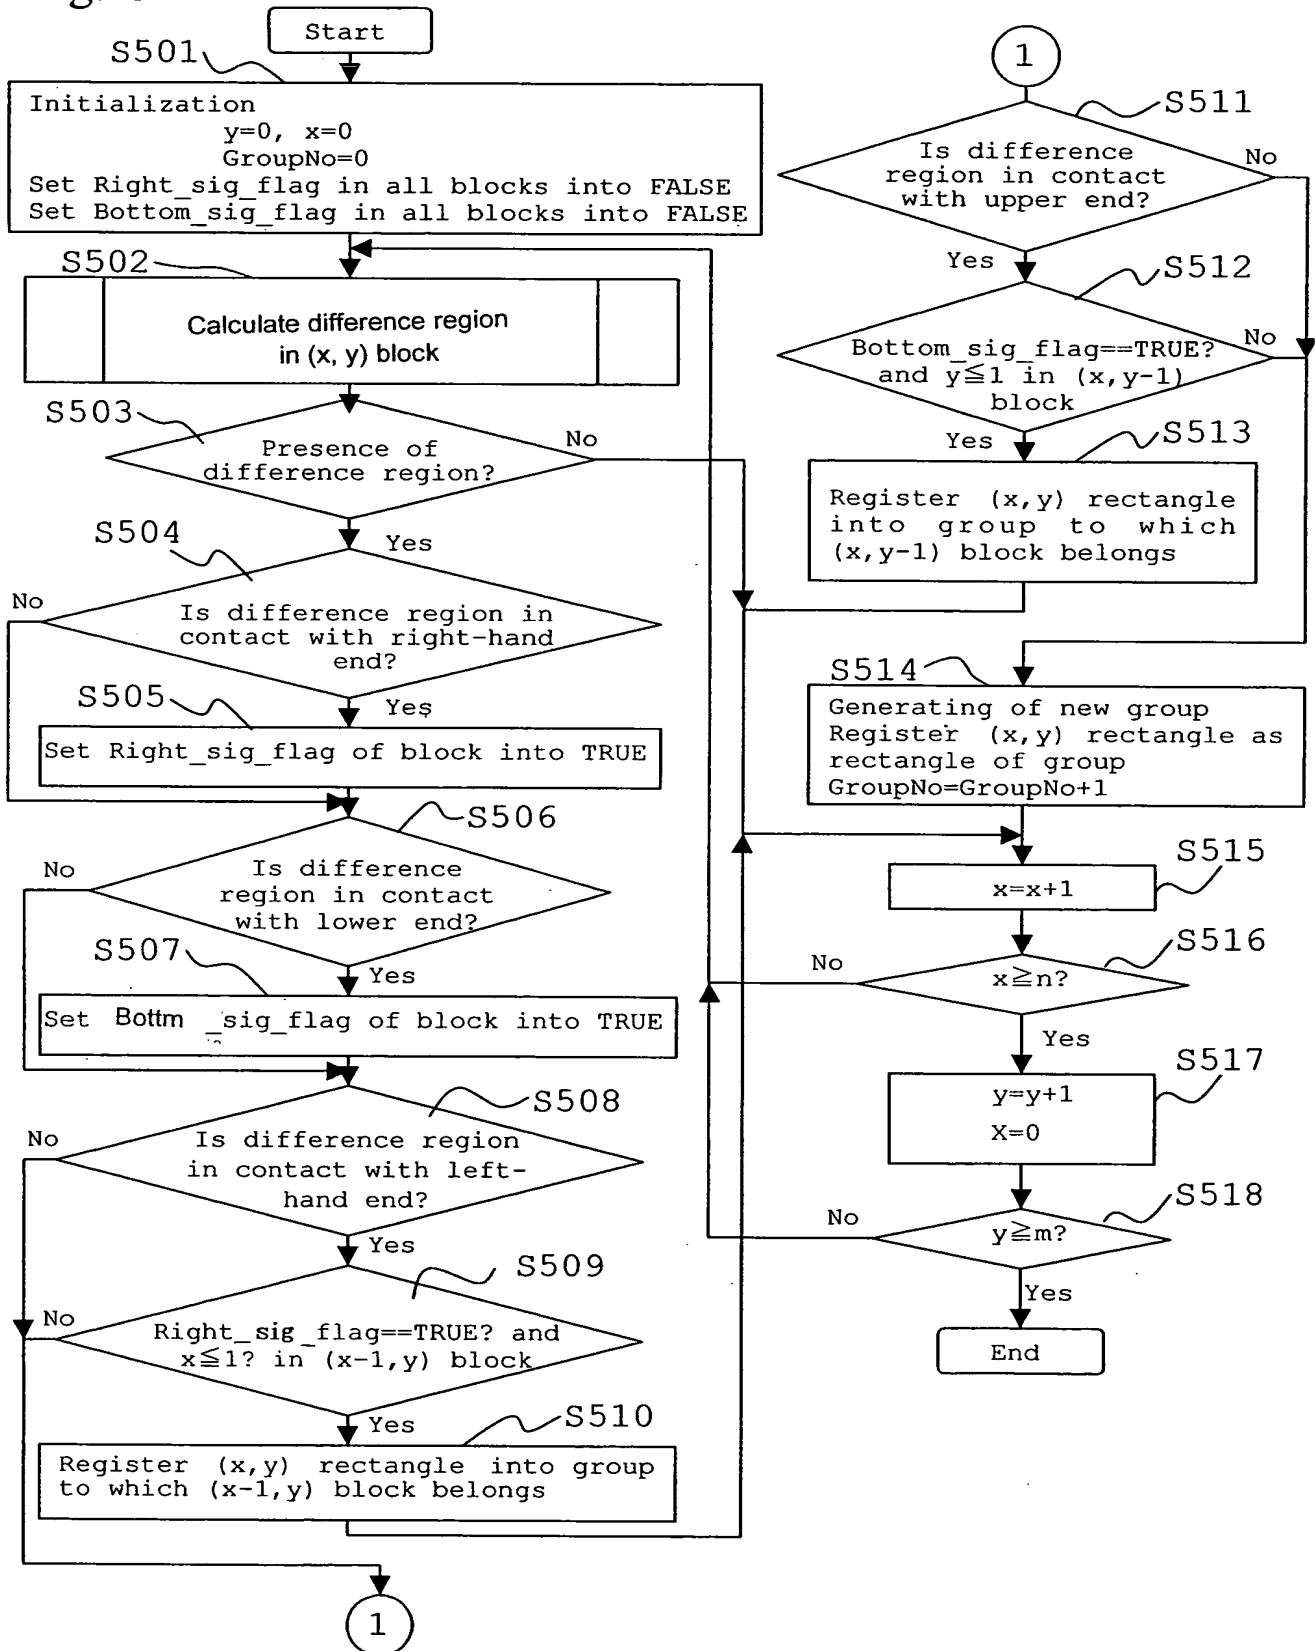 Start
S501
Initialization
y=0, x=0
GroupNo=0
Set Right_sig_flag in all blocks into FALSE
Set Bottom_sig_flag in all blocks into FALSE
S502
Calculate difference region
in (x, y) block
S503
Presence of
difference region?
No
Yes
S504
Is difference region in
contact with right-hand
end?
No
Yes
S505
Set Right_sig_flag of block into TRUE
S506
Is difference
region in contact
with lower end?
No
Yes
S507
Set Bottm _sig_flag of block into TRUE
S508
Is difference region
in contact with left-
hand end?
No
Yes
S509
Right_sig_flag==TRUE? and
x≦1? in (x-1,y) block
No
Yes
S510
Register (x,y) rectangle into group
to which (x-1,y) block belongs
1
1
S511
Is difference
region in contact
with upper end?
No
Yes
S512
Bottom_sig_flag==TRUE?
and y≦1 in (x,y-1)
block
No
Yes
S513
Register (x,y) rectangle
into group to which
(x,y-1) block belongs
S514
Generating of new group
Register (x,y) rectangle as
rectangle of group
GroupNo=GroupNo+1
S515
x=x+1
S516
x≧n?
No
Yes
S517
y=y+1
X=0
S518
y≧m?
No
Yes
End